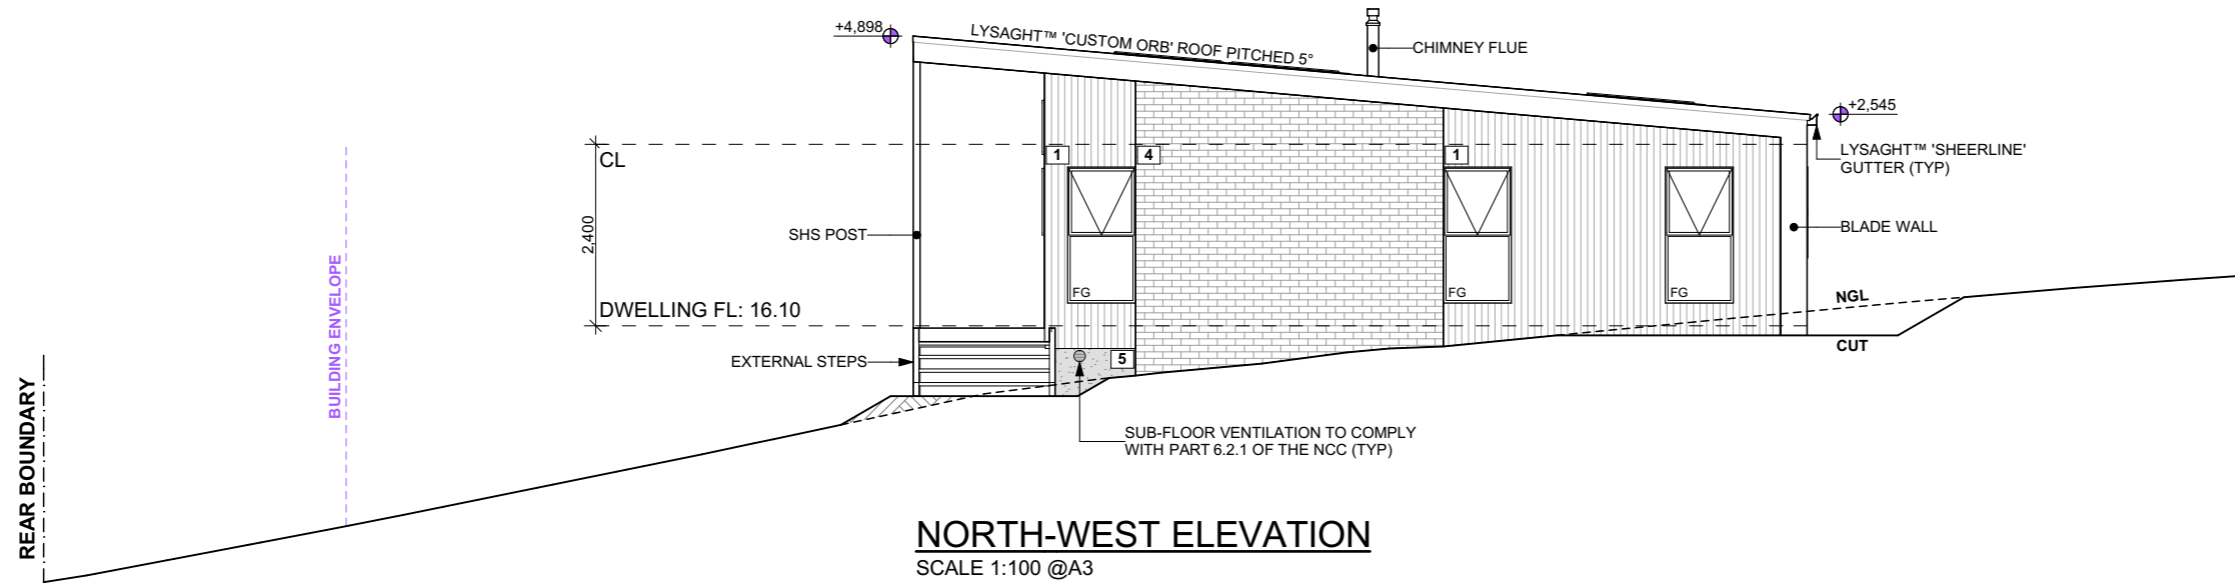 +4,898
LYSAGHT™ 'CUSTOM ORB' ROOF PITCHED 5°
CHIMNEY FLUE
+2,545
LYSAGHT™ 'SHEERLINE'
GUTTER (TYP)
CL
1
4
1
2,400
SHS POST
BLADE WALL
BUILDING ENVELOPE
FG
FG
FG
NGL
DWELLING FL: 16.10
CUT
EXTERNAL STEPS
5
REAR BOUNDARY
SUB-FLOOR VENTILATION TO COMPLY
WITH PART 6.2.1 OF THE NCC (TYP)
NORTH-WEST ELEVATION
SCALE 1:100 @A3